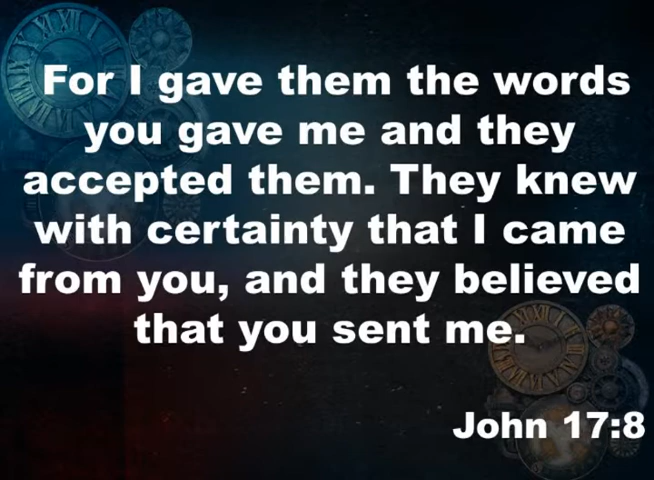 For I gave them the words
you gave me and they
accepted them. They knew
with certainty that I came
from you, and they believed
that you sent me.
John 17:8